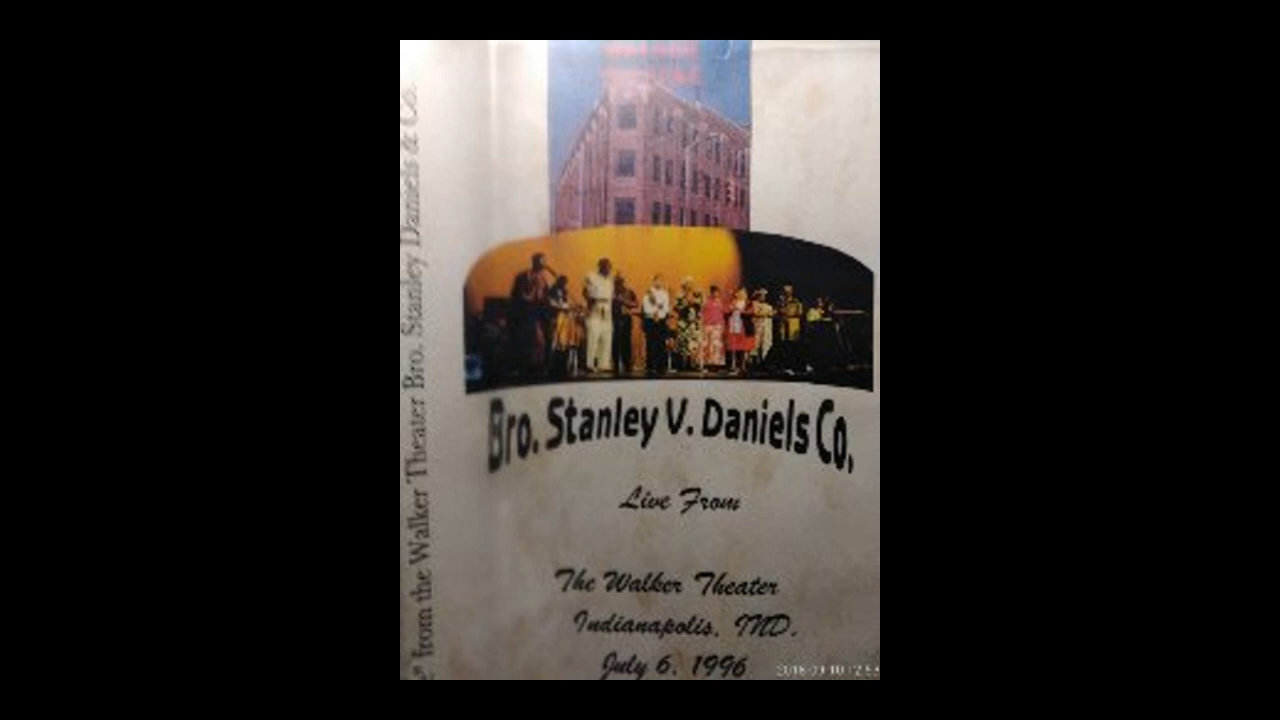 from the Walker Theater Bro. Stanley Daniels & Co.
Bro. Stanley V. Daniels Co.
Live From
The Walker Theater
Indianapolis, IND.
July 6, 1996